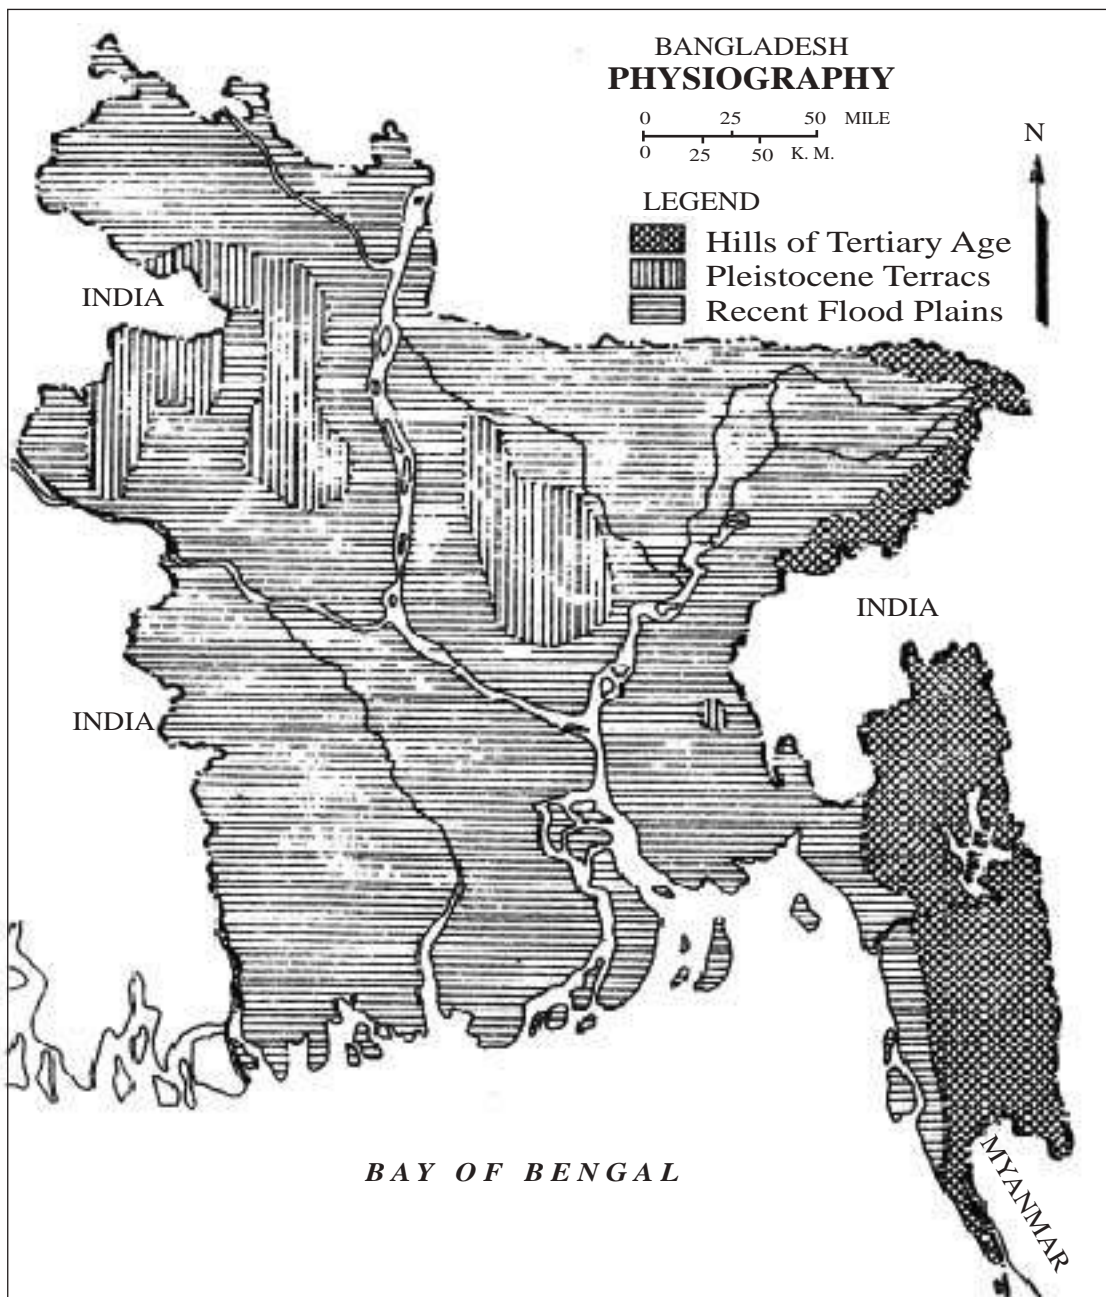 BANGLADESH
PHYSIOGRAPHY
0 25 50 MILE
0 25 50 K. M.
N
LEGEND
Hills of Tertiary Age
Pleistocene Terracs
Recent Flood Plains
INDIA
INDIA
INDIA
BAY OF BENGAL
MYANMAR